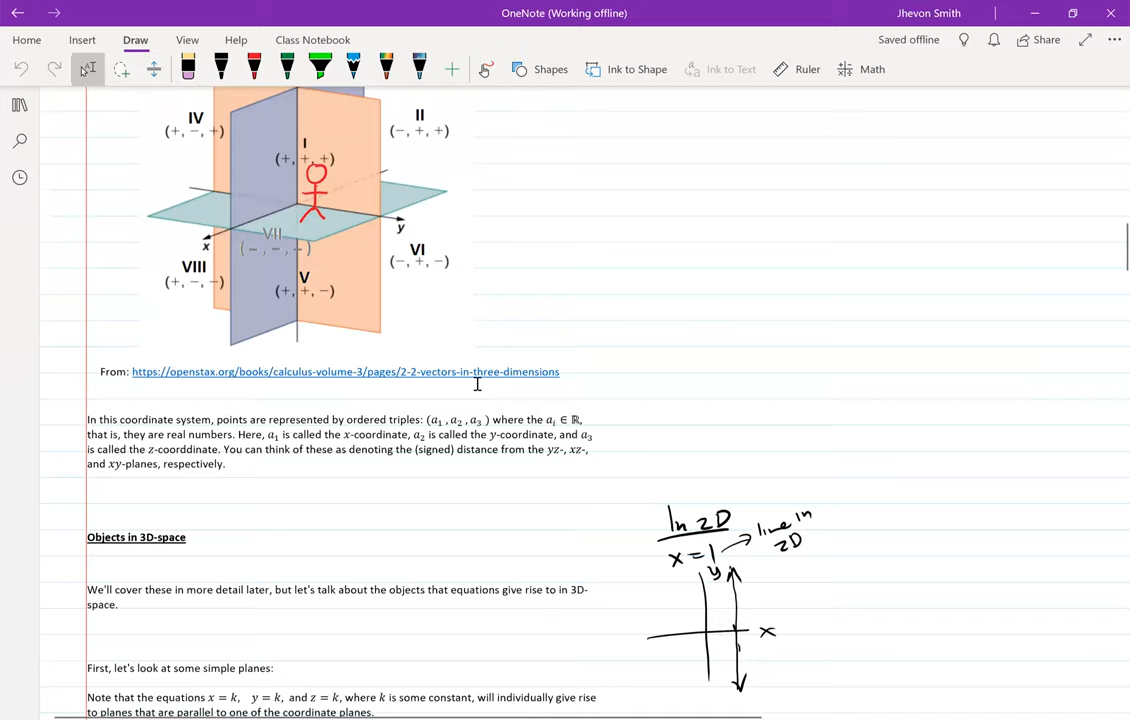 OneNote (Working offline)
Jhevon Smith
Home Insert Draw View Help Class Notebook
Saved offline
Share
Shapes
Ink to Shape
Ink to Text
Ruler
Math
IV
(+, −, +)
II
(−, +, +)
I
(+, +, +)
y
VII
(−, −, −)
x
VI
(−, +, −)
VIII
(+, −, −)
V
(+, +, −)
From: https://openstax.org/books/calculus-volume-3/pages/2-2-vectors-in-three-dimensions
In this coordinate system, points are represented by ordered triples: (a₁ , a₂ , a₃ ) where the aᵢ ∈ ℝ,
that is, they are real numbers. Here, a₁ is called the x-coordinate, a₂ is called the y-coordinate, and a₃
is called the z-coorddinate. You can think of these as denoting the (signed) distance from the yz-, xz-,
and xy-planes, respectively.
In 2D
x = 1 → line in
2D
y
x
Objects in 3D-space
We'll cover these in more detail later, but let's talk about the objects that equations give rise to in 3D-
space.
First, let's look at some simple planes:
Note that the equations x = k, y = k, and z = k, where k is some constant, will individually give rise
to planes that are parallel to one of the coordinate planes.